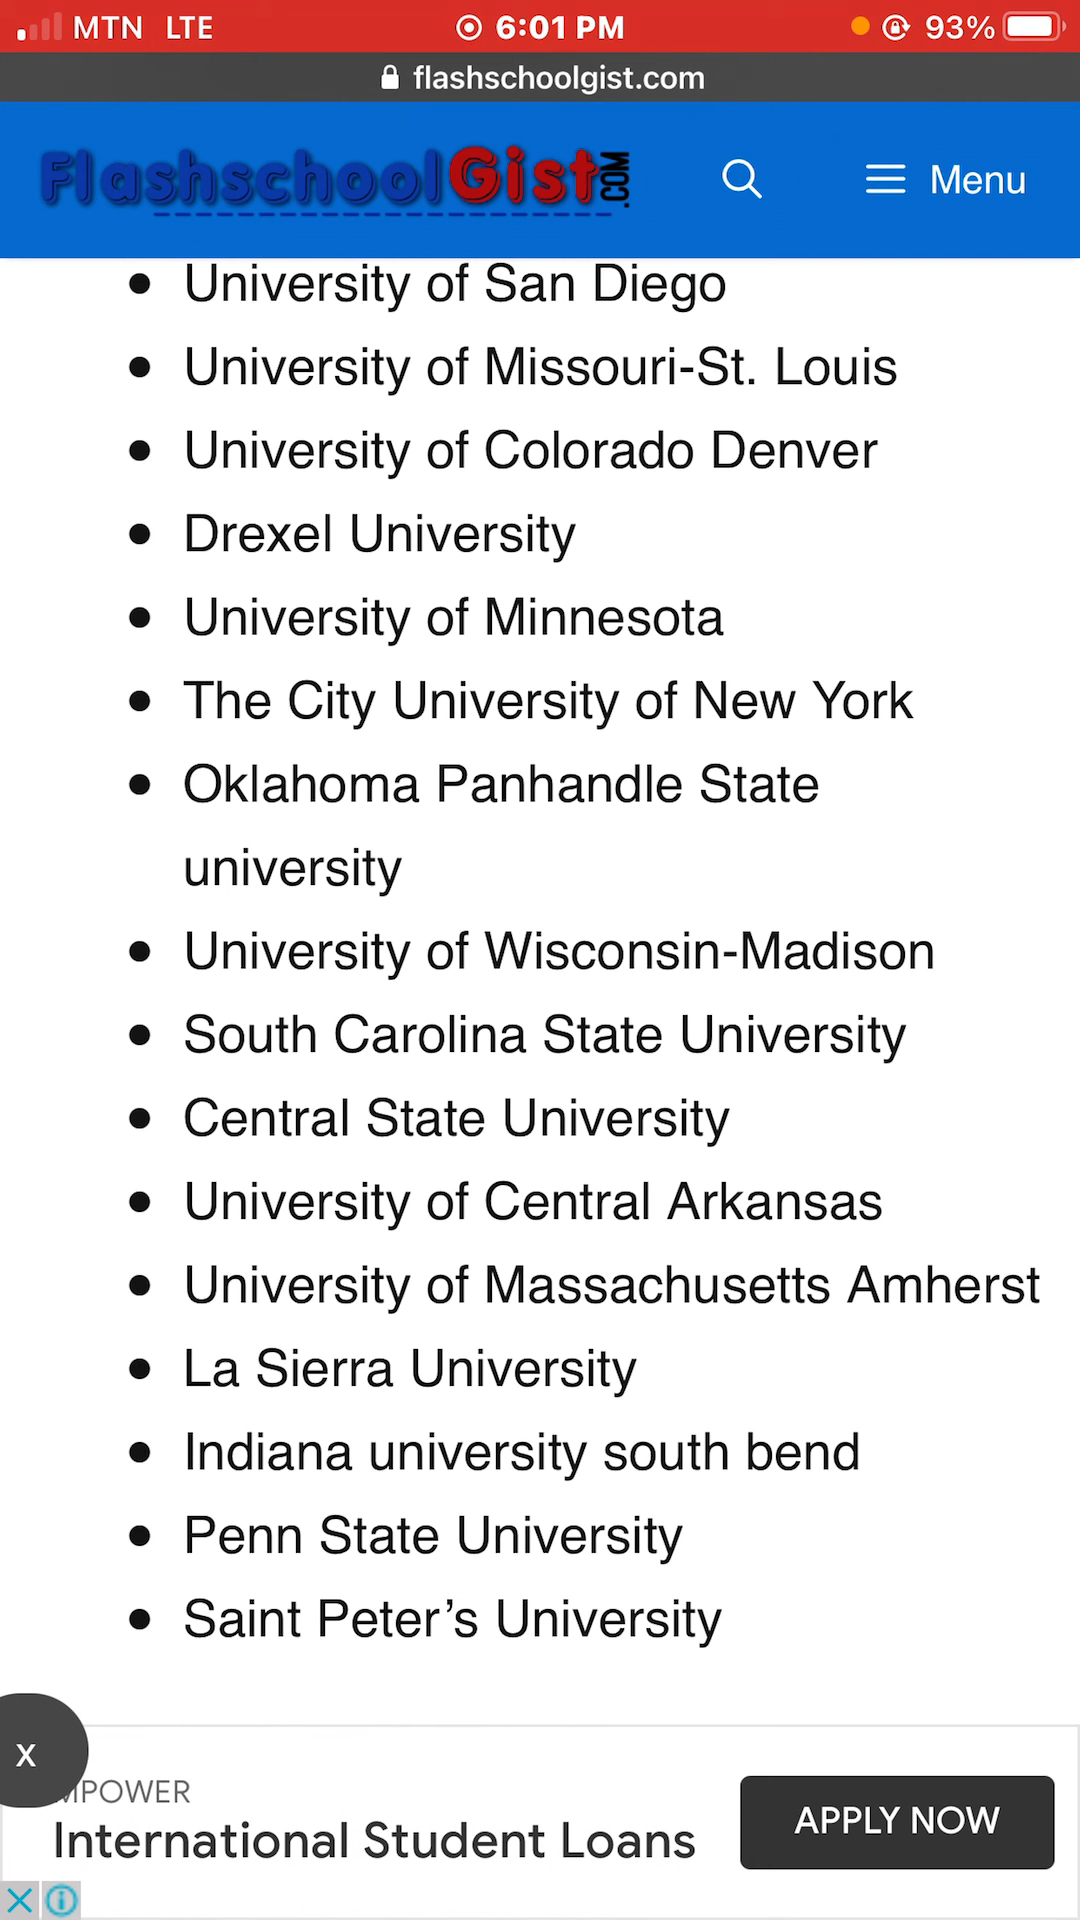 MTN LTE 6:01 PM 93%
flashschoolgist.com
FlashschoolGist.COM
Menu
University of San Diego
University of Missouri-St. Louis
University of Colorado Denver
Drexel University
University of Minnesota
The City University of New York
Oklahoma Panhandle State
university
University of Wisconsin-Madison
South Carolina State University
Central State University
University of Central Arkansas
University of Massachusetts Amherst
La Sierra University
Indiana university south bend
Penn State University
Saint Peter’s University
x
MPOWER
International Student Loans
APPLY NOW